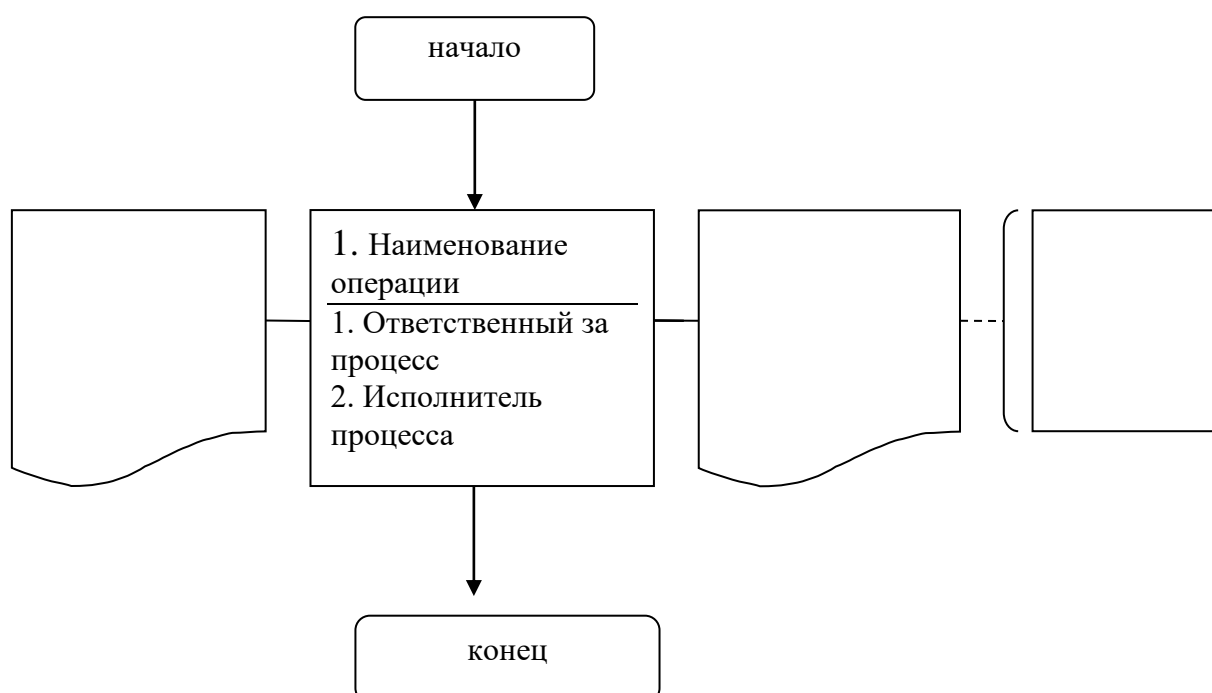 начало
1. Наименование
операции
1. Ответственный за
процесс
2. Исполнитель
процесса
конец